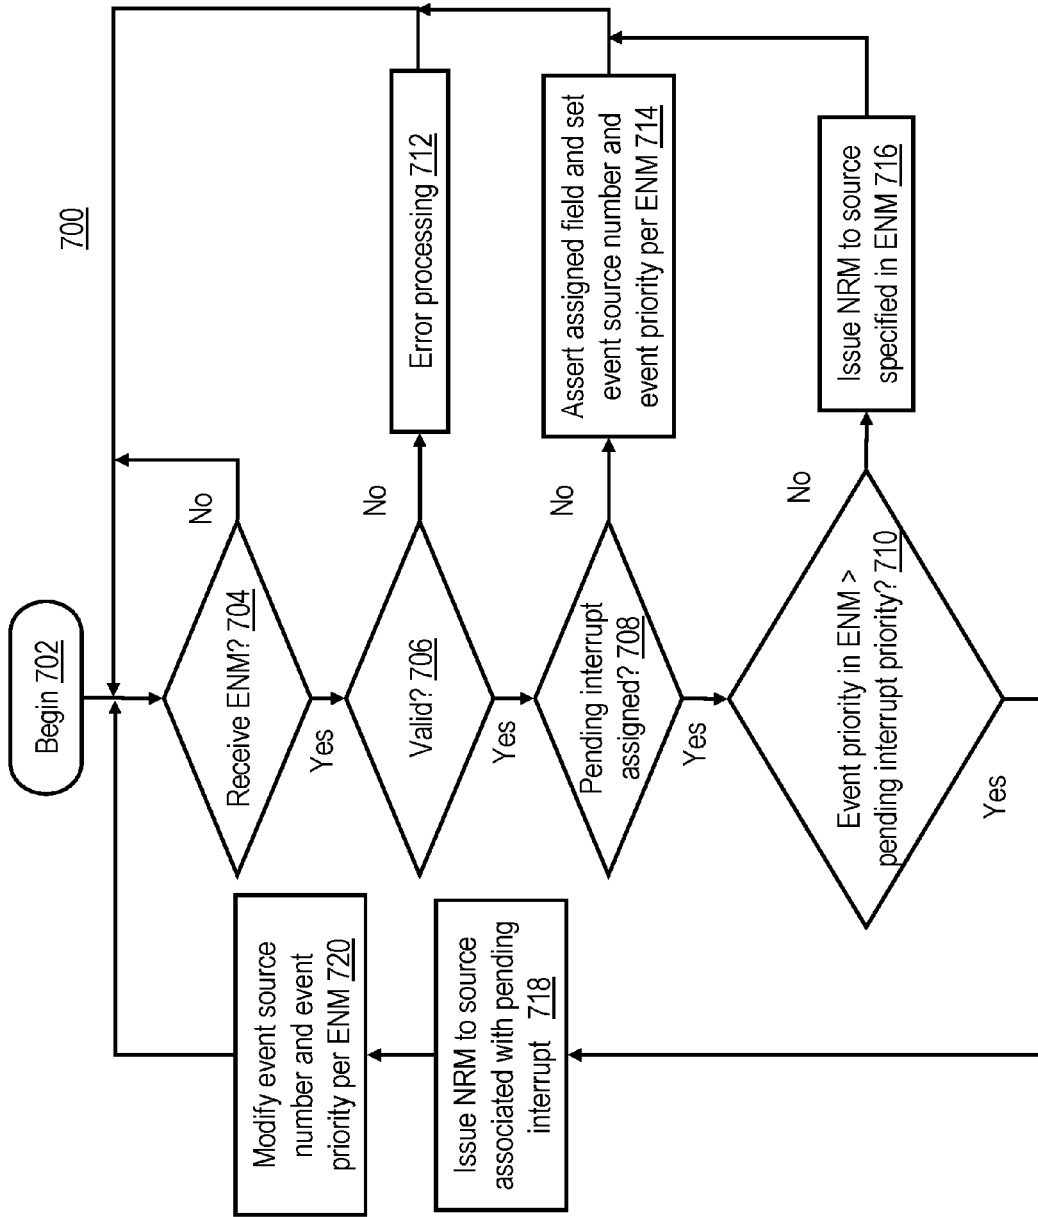 700
Begin 702
Receive ENM? 704
No
Yes
Valid? 706
No
Yes
Error processing 712
Pending interrupt
assigned? 708
No
Yes
Assert assigned field and set
event source number and
event priority per ENM 714
Event priority in ENM >
pending interrupt priority? 710
No
Yes
Issue NRM to source
specified in ENM 716
Issue NRM to source
associated with pending
interrupt 718
Modify event source
number and event
priority per ENM 720